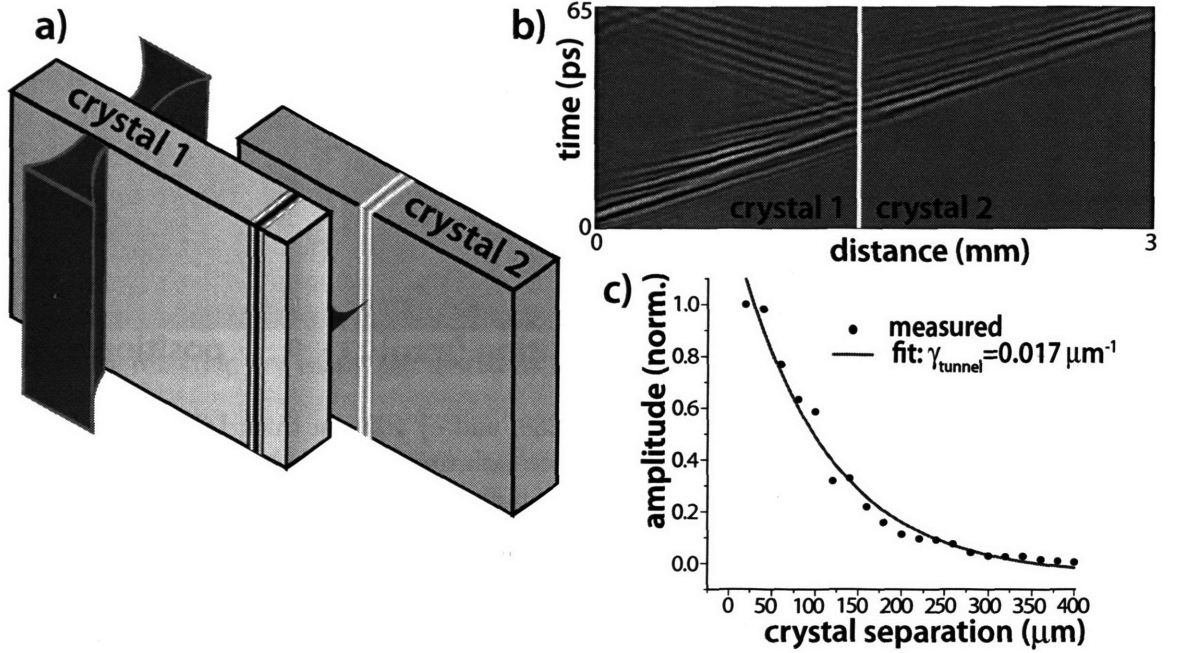 a)
crystal 1
crystal 2
b)
65
time (ps)
0
crystal 1
crystal 2
0
distance (mm)
3
c)
amplitude (norm.)
1.0
0.8
0.6
0.4
0.2
0.0
measured
fit: γtunnel=0.017 μm-1
0 50 100 150 200 250 300 350 400
crystal separation (μm)